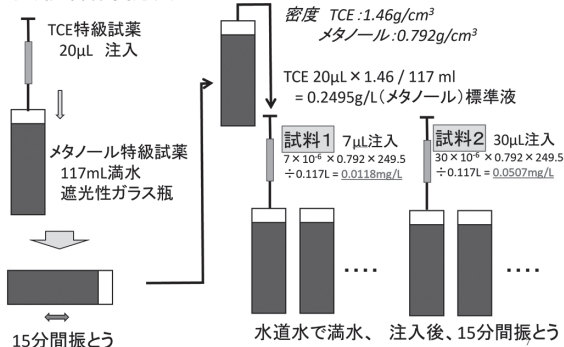 TCE特級試薬
20μL 注入
メタノール特級試薬
117mL満水
遮光性ガラス瓶
15分間振とう
密度 TCE:1.46g/cm³
メタノール:0.792g/cm³
TCE 20μL×1.46 / 117 ml
= 0.2495g/L(メタノール)標準液
試料1 7μL注入
7×10⁻⁶ ×0.792×249.5
÷0.117L = 0.0118mg/L
試料2 30μL注入
30×10⁻⁶ ×0.792×249.5
÷0.117L = 0.0507mg/L
‥‥ ‥‥
水道水で満水、 注入後、15分間振とう